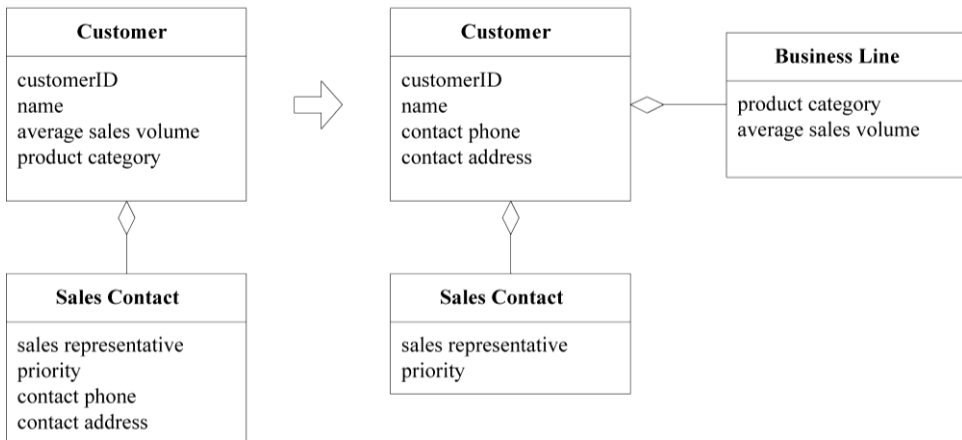 Customer
customerID
name
average sales volume
product category
Sales Contact
sales representative
priority
contact phone
contact address
Customer
customerID
name
contact phone
contact address
Business Line
product category
average sales volume
Sales Contact
sales representative
priority